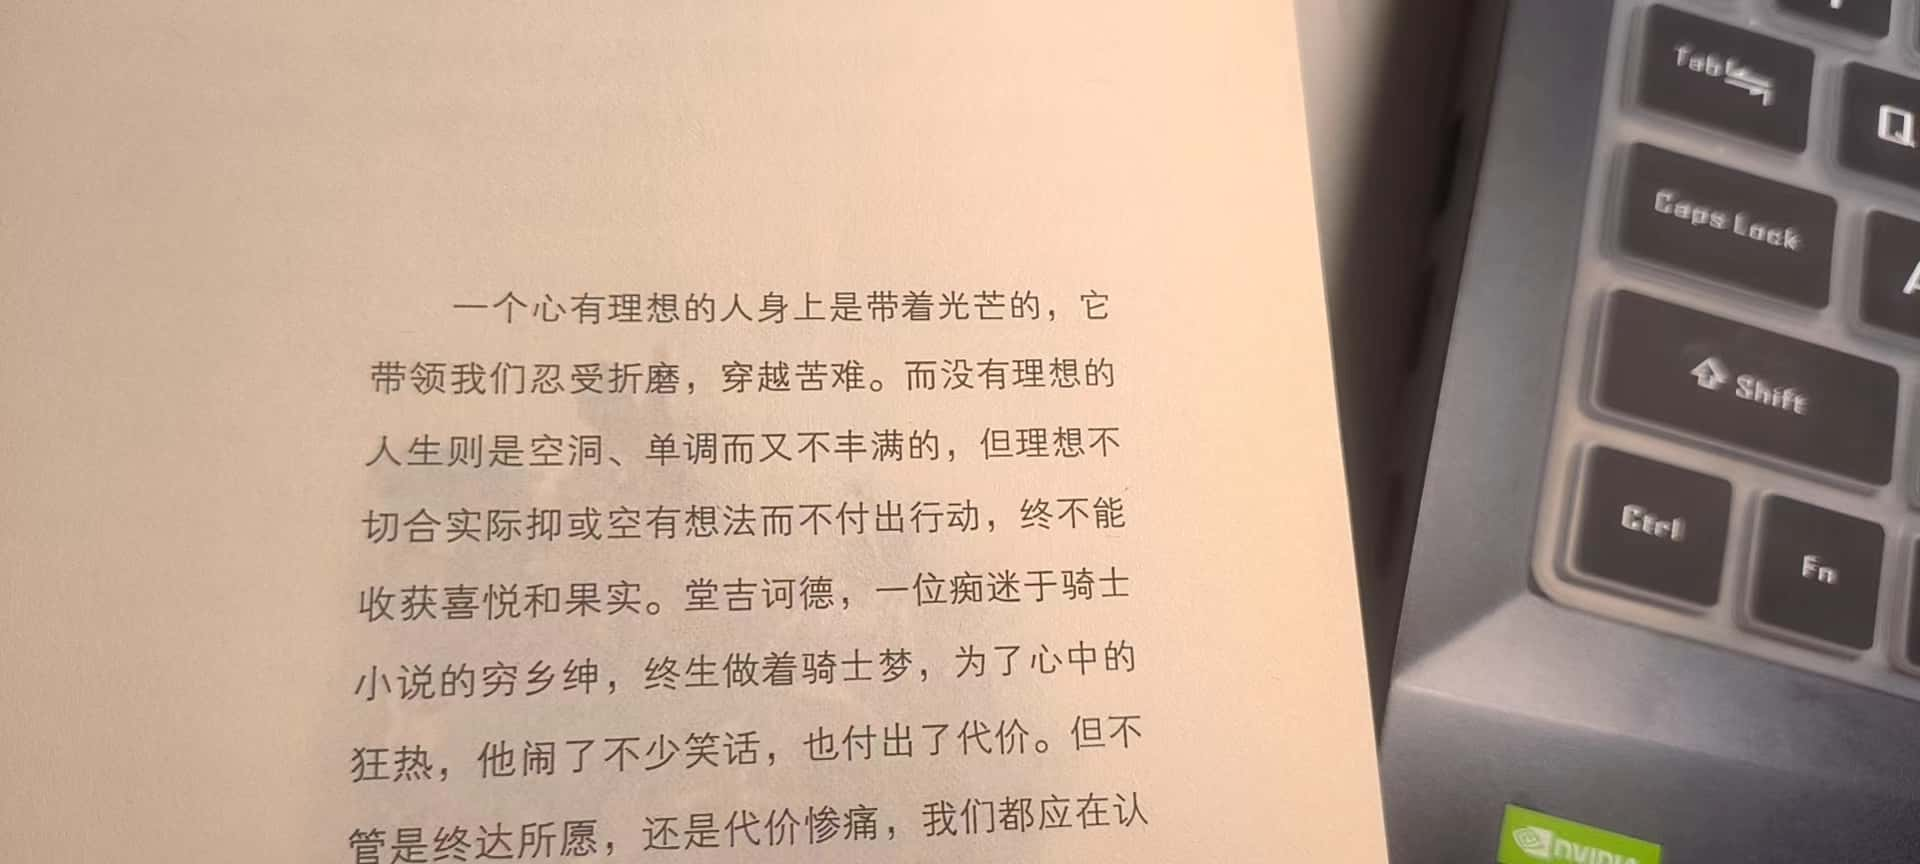 一个心有理想的人身上是带着光芒的，它
带领我们忍受折磨，穿越苦难。而没有理想的
人生则是空洞、单调而又不丰满的，但理想不
切合实际抑或空有想法而不付出行动，终不能
收获喜悦和果实。堂吉诃德，一位痴迷于骑士
小说的穷乡绅，终生做着骑士梦，为了心中的
狂热，他闹了不少笑话，也付出了代价。但不
管是终达所愿，还是代价惨痛，我们都应在认
Tab
Q
Caps Lock
A
Shift
Ctrl
Fn
NVIDIA